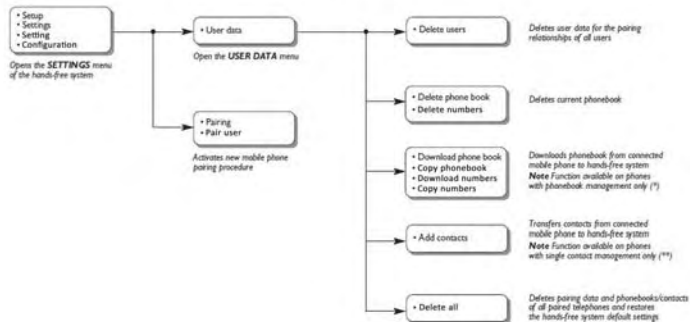 • Setup
• Settings
• Setting
• Configuration
Opens the SETTINGS menu
of the hands-free system
• User data
Open the USER DATA menu
• Pairing
• Pair user
Activates new mobile phone
pairing procedure
• Delete users
Deletes user data for the pairing
relationships of all users
• Delete phone book
• Delete numbers
Deletes current phonebook
• Download phone book
• Copy phonebook
• Download numbers
• Copy numbers
Downloads phonebook from connected
mobile phone to hands-free system
Note Function available on phones
with phonebook management only (*)
• Add contacts
Transfers contacts from connected
mobile phone to hands-free system
Note Function available on phones
with single contact management only (**)
• Delete all
Deletes pairing data and phonebooks/contacts
of all paired telephones and restores
the hands-free system default settings